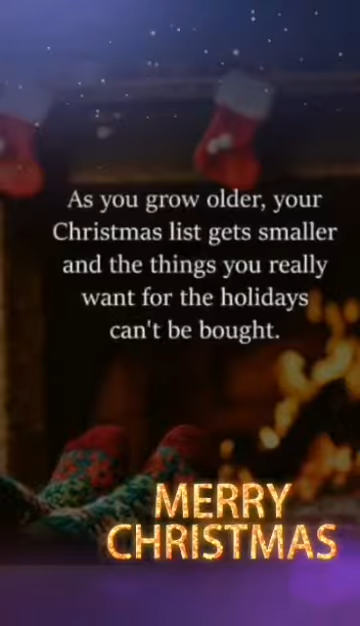 As you grow older, your
Christmas list gets smaller
and the things you really
want for the holidays
can't be bought.
MERRY
CHRISTMAS